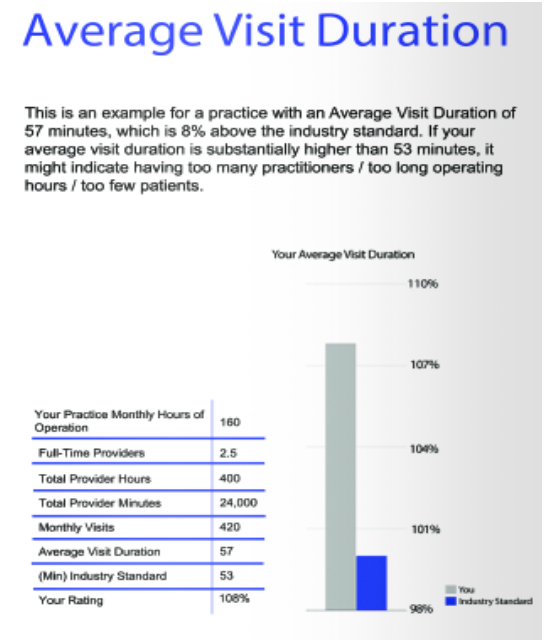 Average Visit Duration
This is an example for a practice with an Average Visit Duration of
57 minutes, which is 8% above the industry standard. If your
average visit duration is substantially higher than 53 minutes, it
might indicate having too many practitioners / too long operating
hours / too few patients.
Your Average Visit Duration
110%
107%
104%
101%
98%
You
Industry Standard
Your Practice Monthly Hours of
Operation
160
Full-Time Providers 2.5
Total Provider Hours 400
Total Provider Minutes 24,000
Monthly Visits 420
Average Visit Duration 57
(Min) Industry Standard 53
Your Rating 108%